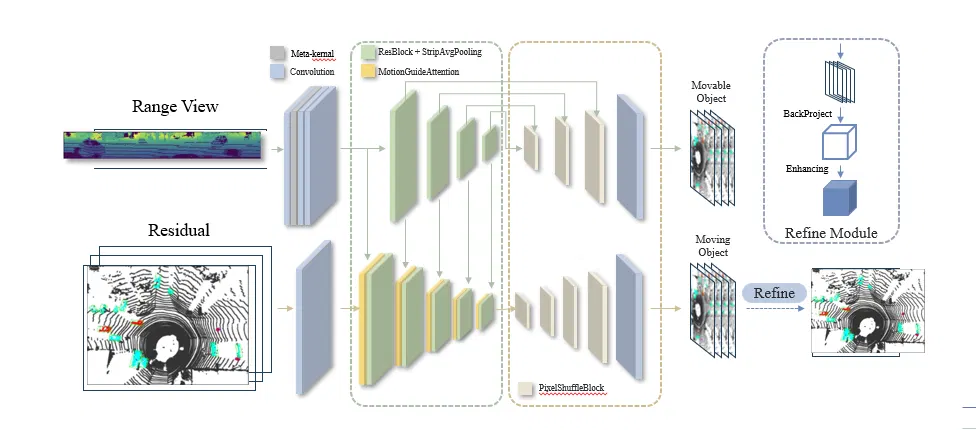 Meta-kernal
Convolution
ResBlock + StripAvgPooling
MotionGuideAttention
Range View
Movable
Object
BackProject
Enhancing
Refine Module
Residual
Moving
Object
Refine
PixelShuffleBlock